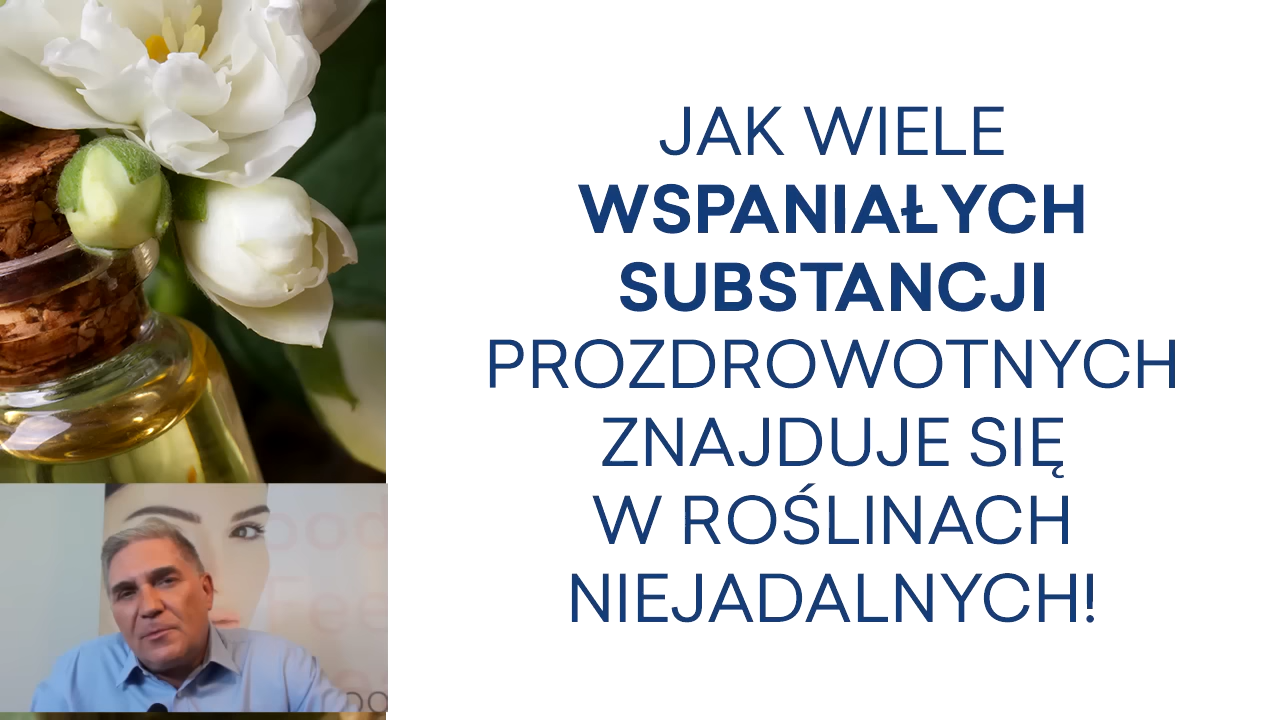 JAK WIELE
WSPANIAŁYCH
SUBSTANCJI
PROZDROWOTNYCH
ZNAJDUJE SIĘ
W ROŚLINACH
NIEJADALNYCH!